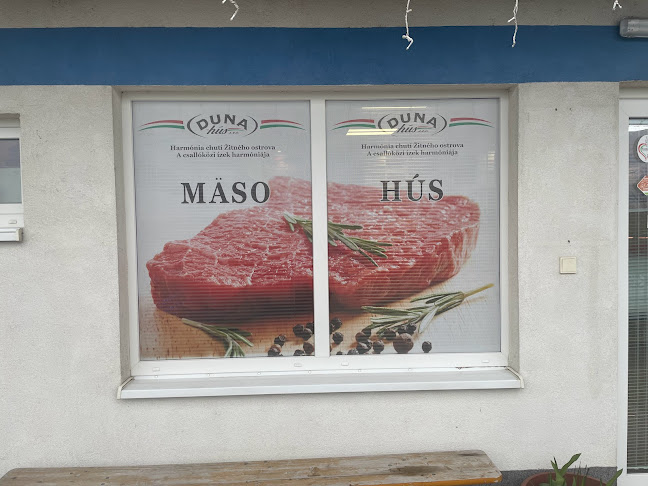 DUNA
hús
Harmónia chutí Žitného ostrova
A csallóközi ízek harmóniája
MÄSO
DUNA
hús
Harmónia chutí Žitného ostrova
A csallóközi ízek harmóniája
HÚS